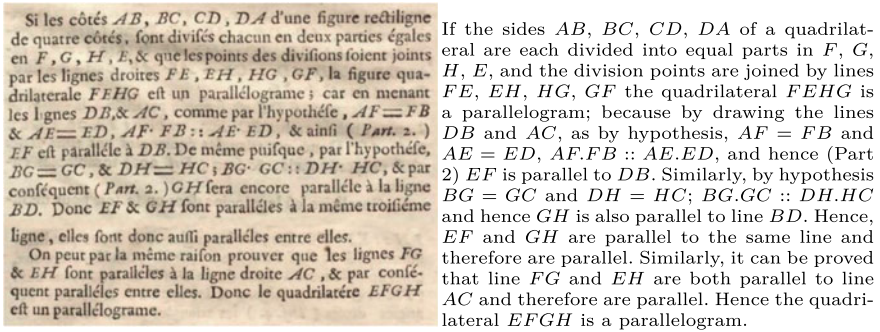 Si les côtés AB, BC, CD, DA d'une figure rectiligne
de quatre côtés, sont divisés chacun en deux parties égales
en F, G, H, E, & que les points des divisions soient joints
par les lignes droites FE, EH, HG, GF, la figure qua-
drilaterale FEHG est un parallélograme; car en menant
les lignes DB, & AC, comme par l'hypothése, AF=FB
& AE=ED, AF· FB :: AE· ED, & ainsi (Part. 2.)
EF est paralléle à DB. De même puisque, par l'hypothése,
BG=GC, & DH=HC; BG· GC :: DH· HC, & par
conséquent (Part. 2.) GH sera encore paralléle à la ligne
BD. Donc EF & GH sont paralléles à la même troisiéme
ligne, elles sont donc aussi paralléles entre elles.
On peut par la même raison prouver que les lignes FG
& EH sont paralléles à la ligne droite AC, & par consé-
quent paralléles entre elles. Donc le quadrilatére EFGH
est un parallélograme.
If the sides AB, BC, CD, DA of a quadrilat-
eral are each divided into equal parts in F, G,
H, E, and the division points are joined by lines
FE, EH, HG, GF the quadrilateral FEHG is
a parallelogram; because by drawing the lines
DB and AC, as by hypothesis, AF = FB and
AE = ED, AF.FB :: AE.ED, and hence (Part
2) EF is parallel to DB. Similarly, by hypothesis
BG = GC and DH = HC; BG.GC :: DH.HC
and hence GH is also parallel to line BD. Hence,
EF and GH are parallel to the same line and
therefore are parallel. Similarly, it can be proved
that line FG and EH are both parallel to line
AC and therefore are parallel. Hence the quadri-
lateral EFGH is a parallelogram.